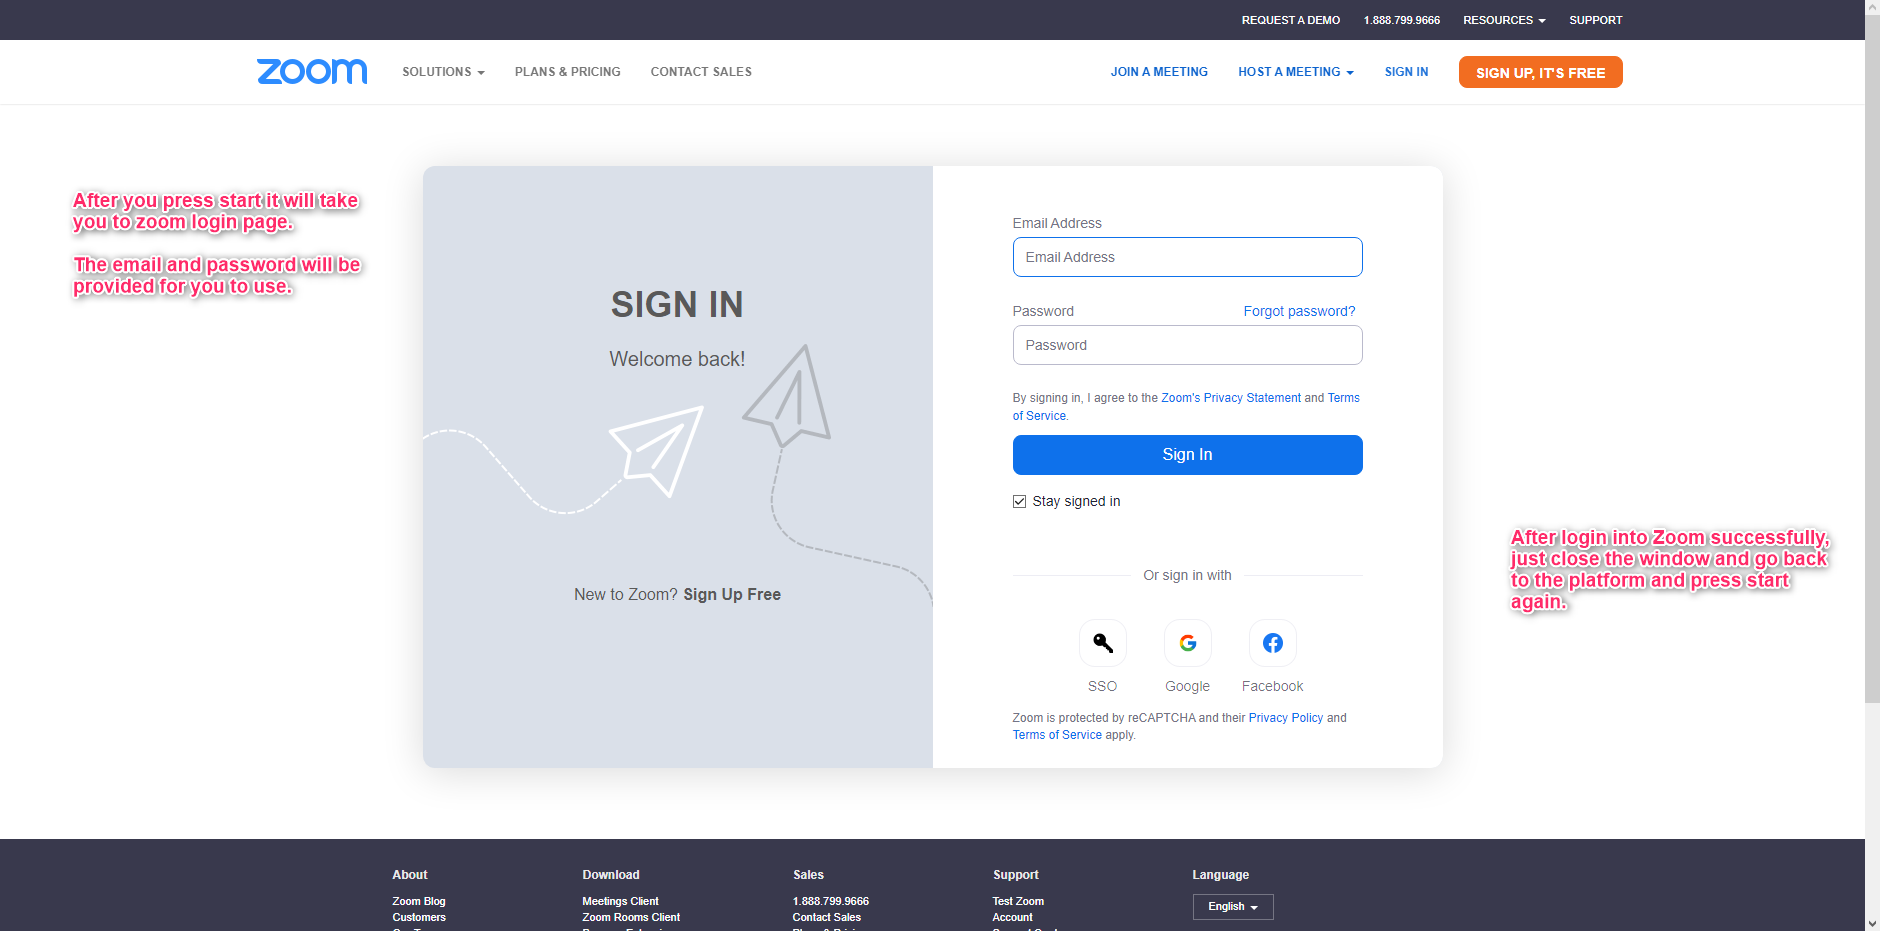 REQUEST A DEMO 1.888.799.9666 RESOURCES SUPPORT
zoom SOLUTIONS PLANS & PRICING CONTACT SALES JOIN A MEETING HOST A MEETING SIGN IN SIGN UP, IT'S FREE
After you press start it will take
you to zoom login page.
The email and password will be
provided for you to use.
SIGN IN
Welcome back!
New to Zoom? Sign Up Free
Email Address
Email Address
Password Forgot password?
Password
By signing in, I agree to the Zoom's Privacy Statement and Terms
of Service.
Sign In
Stay signed in
Or sign in with
SSO Google Facebook
Zoom is protected by reCAPTCHA and their Privacy Policy and
Terms of Service apply.
After login into Zoom successfully,
just close the window and go back
to the platform and press start
again.
About Download Sales Support Language
Zoom Blog Meetings Client 1.888.799.9666 Test Zoom English
Customers Zoom Rooms Client Contact Sales Account